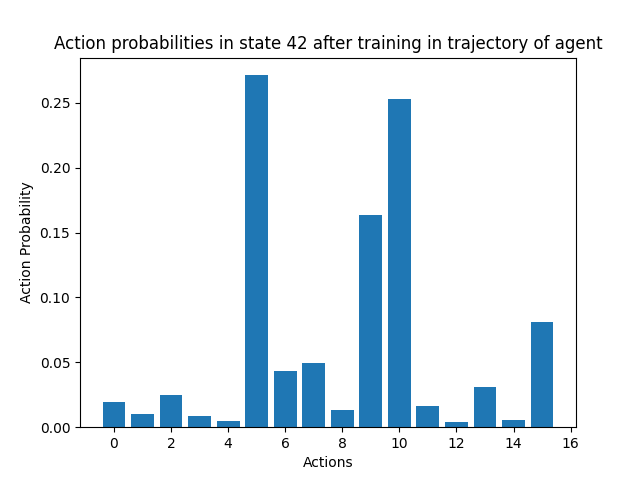 Action probabilities in state 42 after training in trajectory of agent
Action Probability
0.25
0.20
0.15
0.10
0.05
0.00
0 2 4 6 8 10 12 14 16
Actions